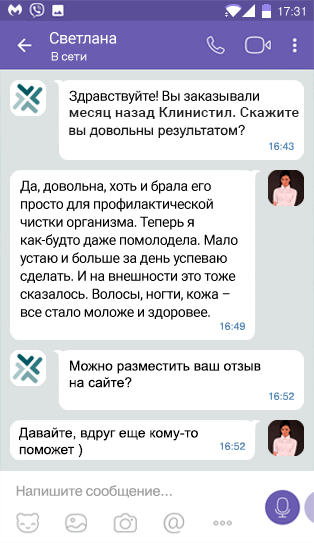 17:31
Светлана
В сети
Здравствуйте! Вы заказывали
месяц назад Клинистил. Скажите
вы довольны результатом?
16:43
Да, довольна, хоть и брала его
просто для профилактической
чистки организма. Теперь я
как-будто даже помолодела. Мало
устаю и больше за день успеваю
сделать. И на внешности это тоже
сказалось. Волосы, ногти, кожа –
все стало моложе и здоровее.
16:49
Можно разместить ваш отзыв
на сайте?
16:52
Давайте, вдруг еще кому-то
поможет )
16:52
Напишите сообщение...